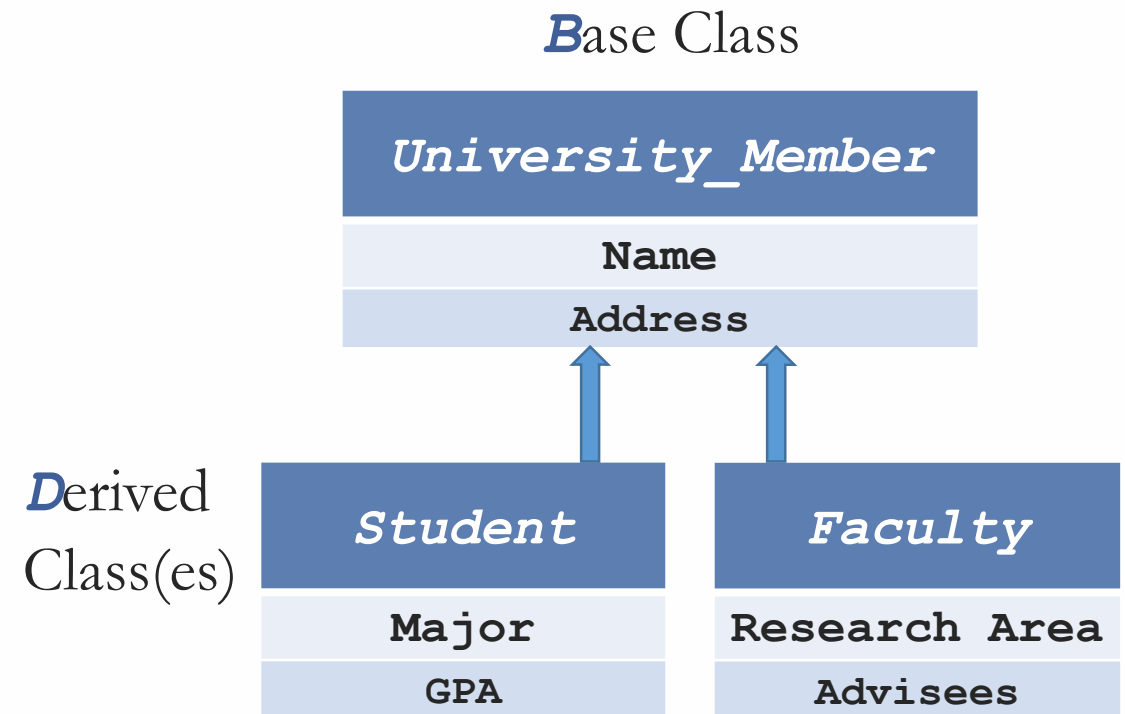 Base Class
University_Member
Name
Address
Derived
Class(es)
Student
Major
GPA
Faculty
Research Area
Advisees